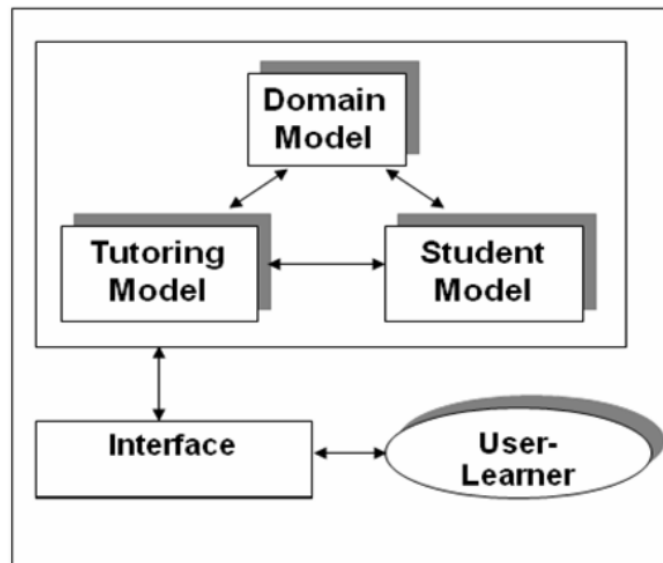 Domain
Model
Tutoring
Model
Student
Model
Interface
User-
Learner